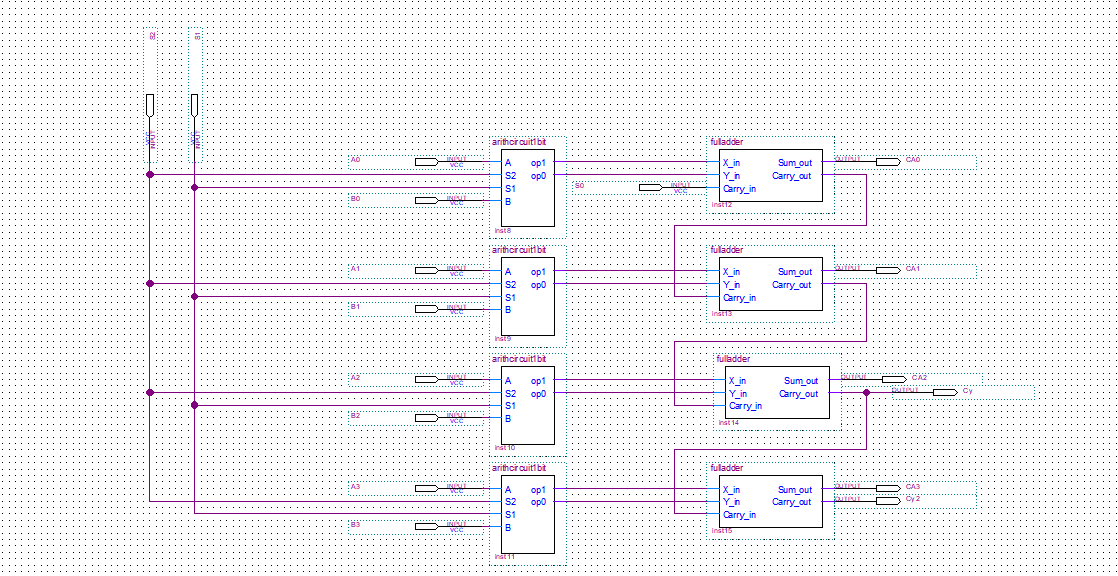 S2
S1
VCC
INPUT
VCC
INPUT
arithcircuit1bit
fulladder
A0
INPUT
VCC
A
op1
X_in
Sum_out
OUTPUT
CA0
S2
op0
Y_in
Carry_out
S1
S0
INPUT
VCC
Carry_in
B0
INPUT
VCC
B
inst12
inst8
arithcircuit1bit
fulladder
A1
INPUT
VCC
A
op1
X_in
Sum_out
OUTPUT
CA1
S2
op0
Y_in
Carry_out
S1
Carry_in
B1
INPUT
VCC
B
inst13
inst9
arithcircuit1bit
fulladder
A2
INPUT
VCC
A
op1
X_in
Sum_out
OUTPUT
CA2
S2
op0
Y_in
Carry_out
OUTPUT
Cy
S1
Carry_in
B2
INPUT
VCC
B
inst14
inst10
arithcircuit1bit
fulladder
A3
INPUT
VCC
A
op1
X_in
Sum_out
OUTPUT
CA3
S2
op0
Y_in
Carry_out
OUTPUT
Cy2
S1
Carry_in
B3
INPUT
VCC
B
inst15
inst11